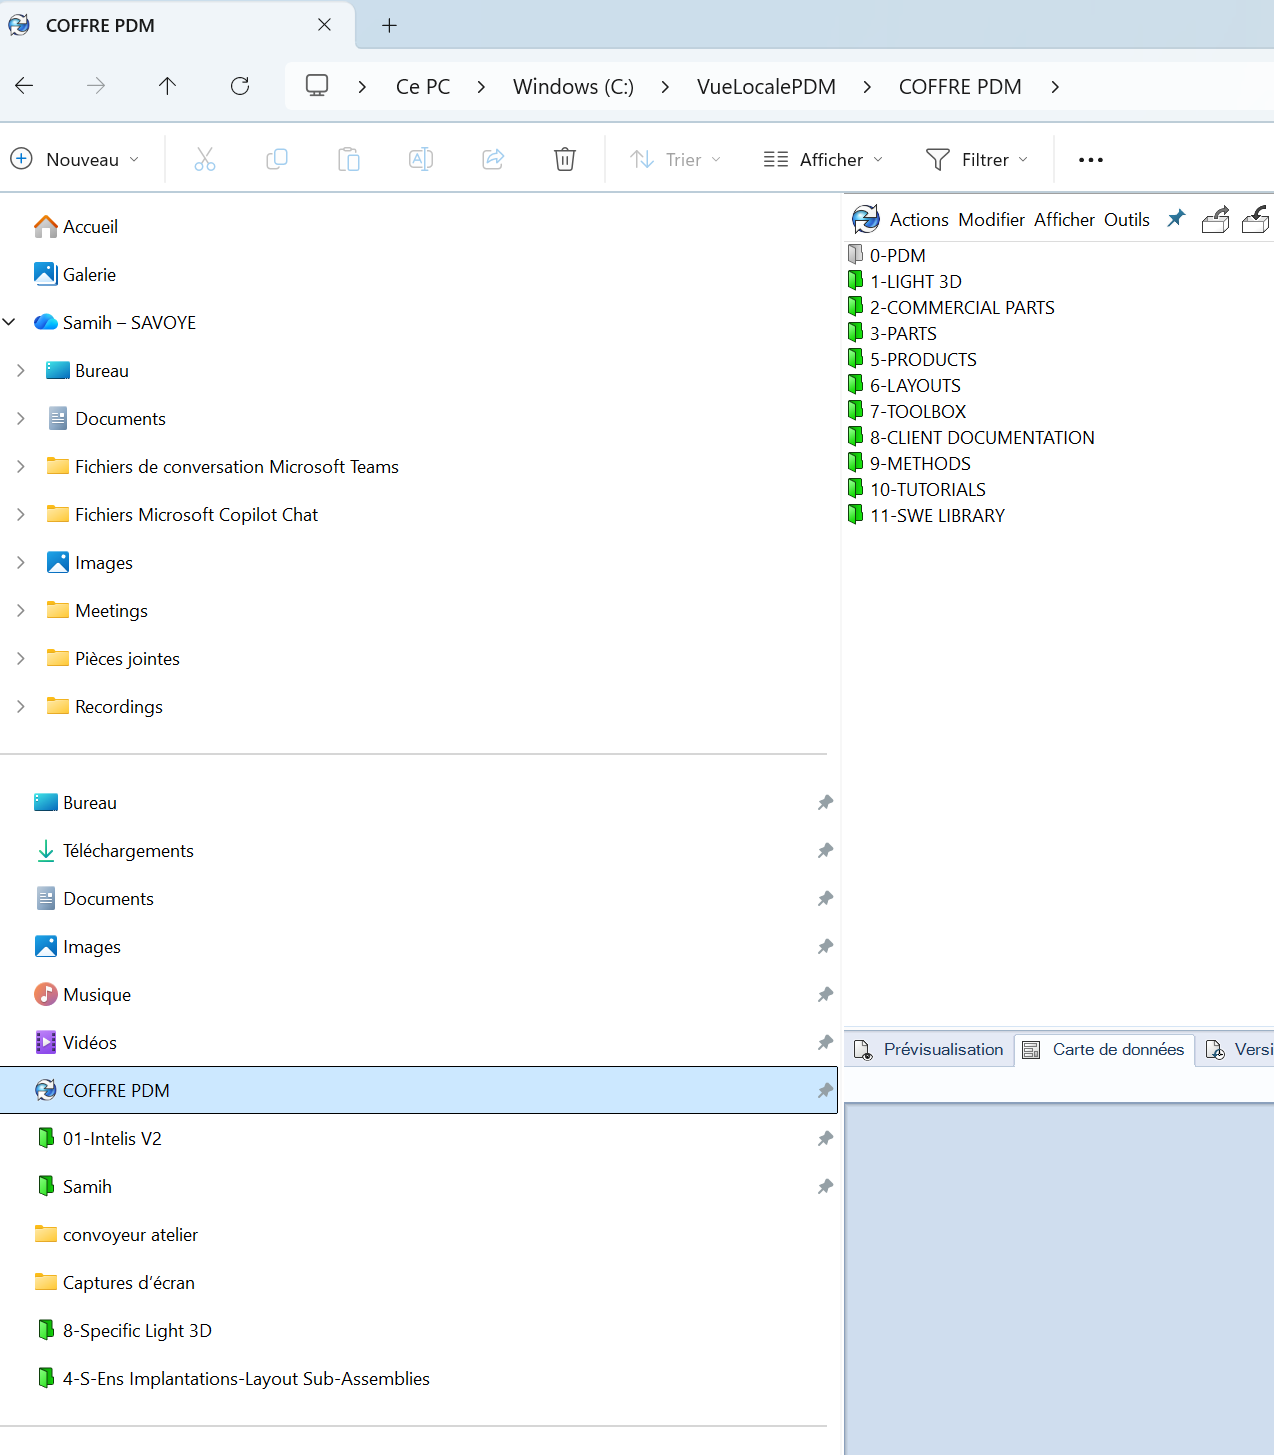 COFFRE PDM
Ce PC
Windows (C:)
VueLocalePDM
COFFRE PDM
Nouveau
Trier
Afficher
Filtrer
Accueil
Galerie
Samih – SAVOYE
Bureau
Documents
Fichiers de conversation Microsoft Teams
Fichiers Microsoft Copilot Chat
Images
Meetings
Pièces jointes
Recordings
Bureau
Téléchargements
Documents
Images
Musique
Vidéos
COFFRE PDM
01-Intelis V2
Samih
convoyeur atelier
Captures d’écran
8-Specific Light 3D
4-S-Ens Implantations-Layout Sub-Assemblies
Actions Modifier Afficher Outils
0-PDM
1-LIGHT 3D
2-COMMERCIAL PARTS
3-PARTS
5-PRODUCTS
6-LAYOUTS
7-TOOLBOX
8-CLIENT DOCUMENTATION
9-METHODS
10-TUTORIALS
11-SWE LIBRARY
Prévisualisation
Carte de données
Versi